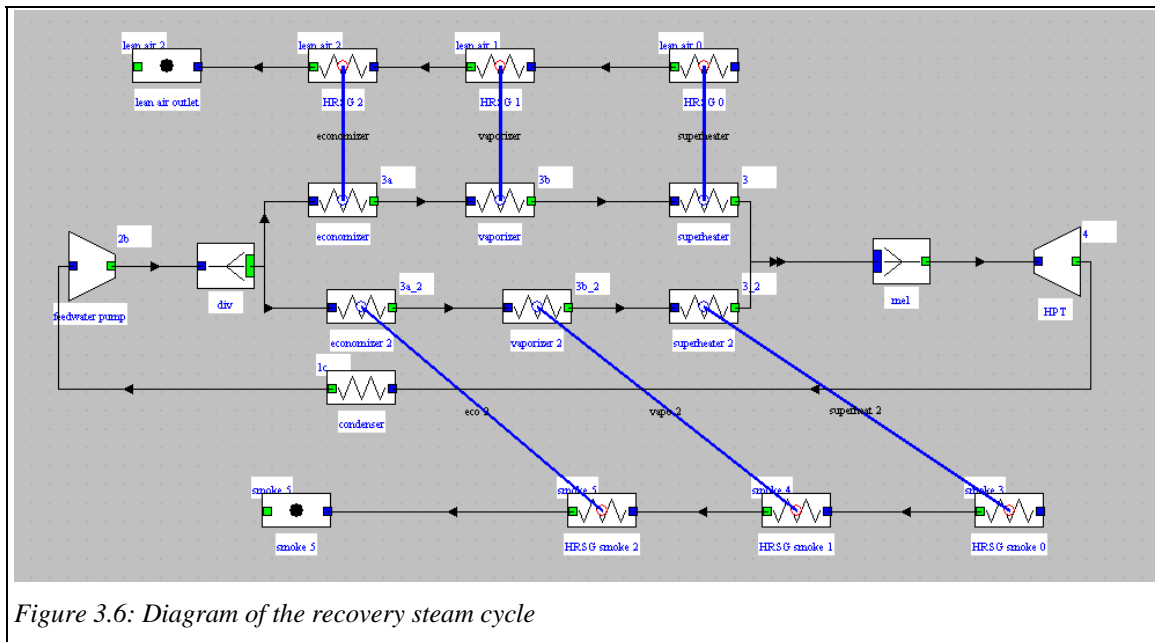 lean air 2
lean air 2
lean air 1
lean air 0
lean air outlet
HRSG 2
HRSG 1
HRSG 0
economizer
vaporizer
superheater
3a
3b
3
economizer
vaporizer
superheater
2b
4
feedwater pump
div
mel
HPT
3a_2
3b_2
3_2
economizer 2
vaporizer 2
superheater 2
1c
condenser
eco 2
vapo 2
superheat 2
smoke 5
smoke 5
smoke 4
smoke 3
smoke 5
HRSG smoke 2
HRSG smoke 1
HRSG smoke 0
Figure 3.6: Diagram of the recovery steam cycle